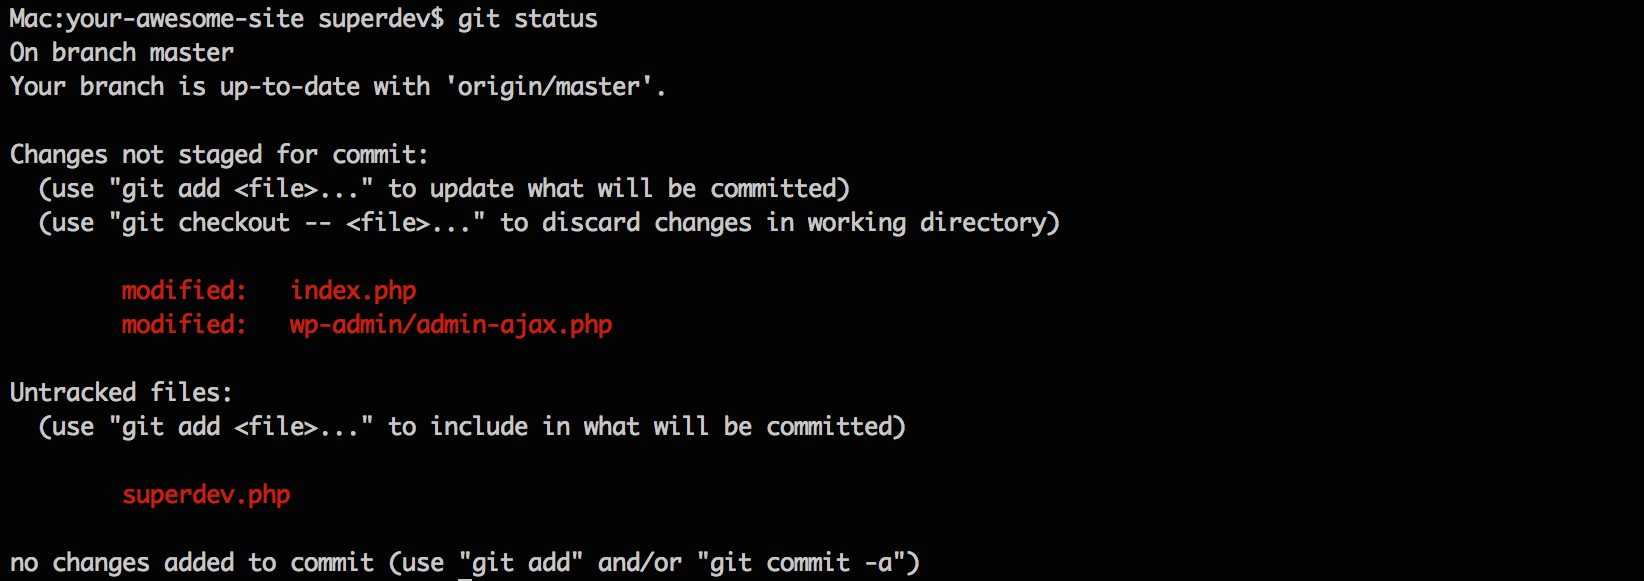 Mac:your-awesome-site superdev$ git status
On branch master
Your branch is up-to-date with 'origin/master'.
Changes not staged for commit:
(use "git add <file>..." to update what will be committed)
(use "git checkout -- <file>..." to discard changes in working directory)
modified: index.php
modified: wp-admin/admin-ajax.php
Untracked files:
(use "git add <file>..." to include in what will be committed)
superdev.php
no changes added to commit (use "git add" and/or "git commit -a")